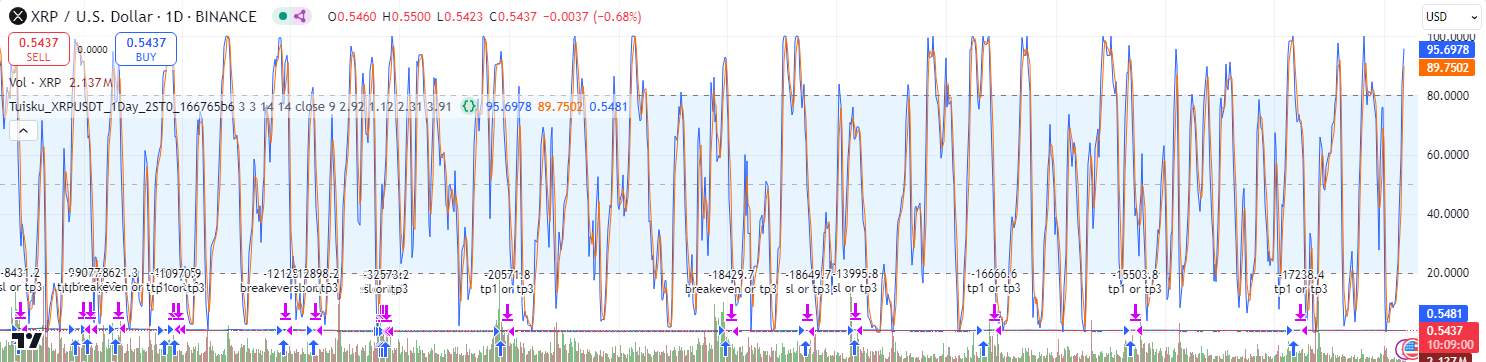 XRP / U.S. Dollar · 1D · BINANCE O0.5460 H0.5500 L0.5423 C0.5437 −0.0037 (−0.68%)
USD
0.5437 SELL
0.0000
0.5437 BUY
100.0000
95.6978
89.7502
Vol · XRP 2.137 M
Tuisku_XRPUSDT_1Day_2ST0_166765b6 3 3 14 14 close 9 2.92 1.12 2.31 3.91 95.6978 89.7502 0.5481
80.0000
60.0000
40.0000
20.0000
-8431.2
-20571.8
-18429.7
-18649.7
-13995.8
-16666.6
-15503.8
-17238.4
sl or tp3
tp1 or tp3
breakeven or tp3
sl or tp3
sl or tp3
tp1 or tp3
tp1 or tp3
tp1 or tp3
0.5481
0.5437
10:09:00
2.137 M